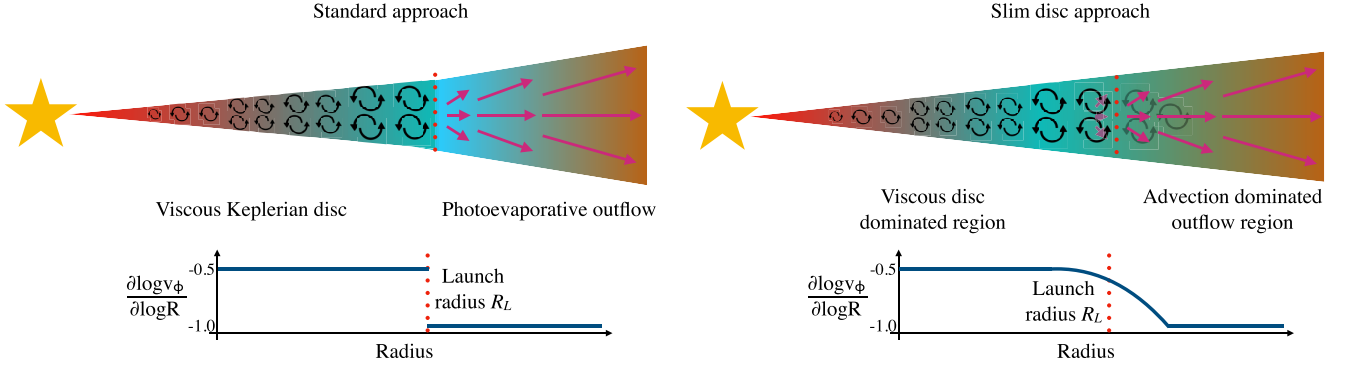 Standard approach
Viscous Keplerian disc
Photoevaporative outflow
-0.5
∂logvϕ
∂logR
-1.0
Launch
radius R_L
Radius
Slim disc approach
Viscous disc
dominated region
Advection dominated
outflow region
-0.5
∂logvϕ
∂logR
-1.0
Launch
radius R_L
Radius